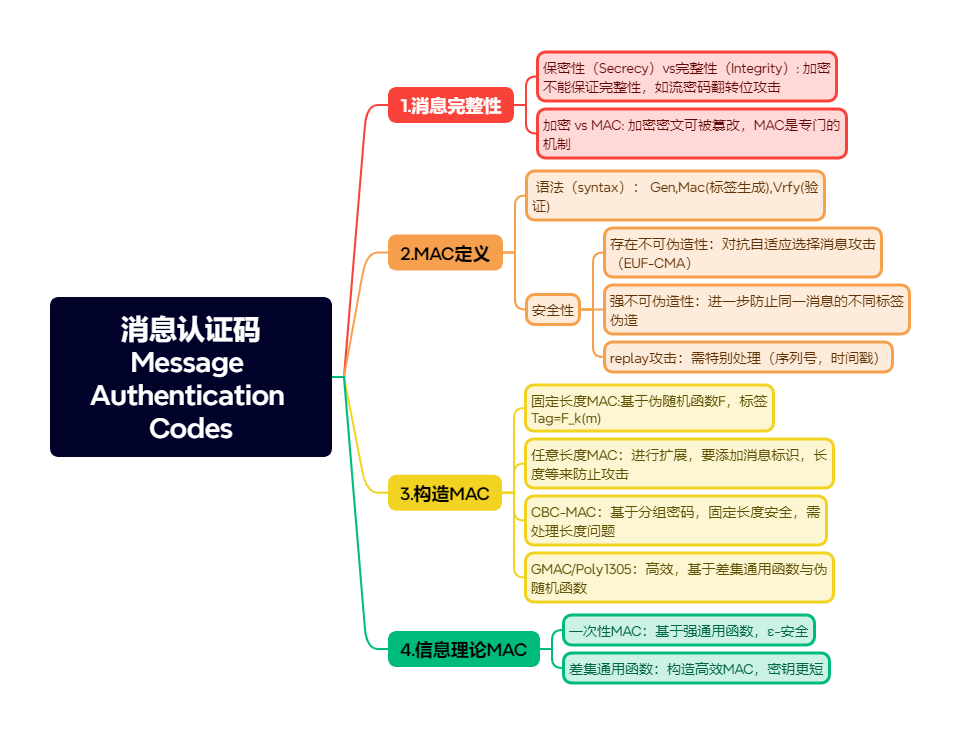 消息认证码
Message
Authentication
Codes
1.消息完整性
保密性（Secrecy）vs完整性（Integrity）: 加密
不能保证完整性，如流密码翻转位攻击
加密 vs MAC: 加密密文可被篡改，MAC是专门的
机制
2.MAC定义
语法（syntax）： Gen,Mac(标签生成),Vrfy(验
证)
安全性
存在不可伪造性：对抗自适应选择消息攻击
（EUF-CMA）
强不可伪造性：进一步防止同一消息的不同标签
伪造
replay攻击：需特别处理（序列号，时间戳）
3.构造MAC
固定长度MAC:基于伪随机函数F，标签
Tag=F_k(m)
任意长度MAC：进行扩展，要添加消息标识，长
度等来防止攻击
CBC-MAC：基于分组密码，固定长度安全，需
处理长度问题
GMAC/Poly1305：高效，基于差集通用函数与伪
随机函数
4.信息理论MAC
一次性MAC：基于强通用函数，ε-安全
差集通用函数：构造高效MAC，密钥更短